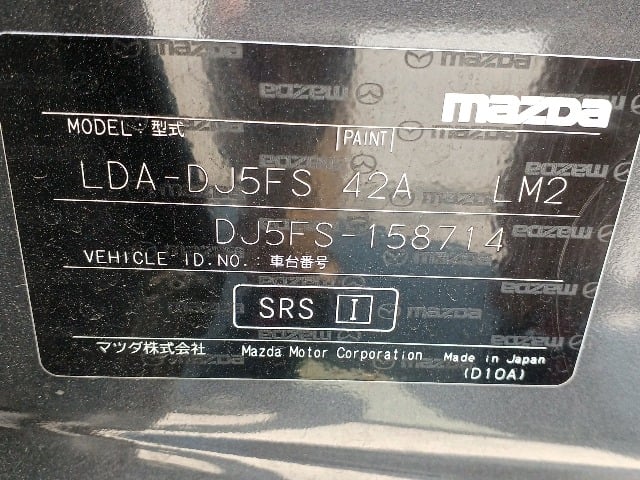 mazda
MODEL:型式 PAINT
LDA-DJ5FS 42A LM2
DJ5FS-158714
VEHICLE ID.NO.:車台番号
SRS I
マツダ株式会社 Mazda Motor Corporation Made in Japan
(D10A)